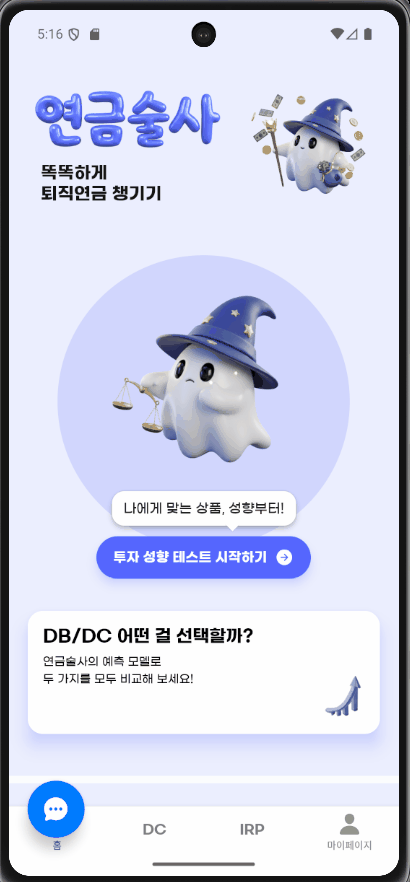 5:16
연금술사
똑똑하게
퇴직연금 챙기기
나에게 맞는 상품, 성향부터!
투자 성향 테스트 시작하기
DB/DC 어떤 걸 선택할까?
연금술사의 예측 모델로
두 가지를 모두 비교해 보세요!
홈
DC
IRP
마이페이지